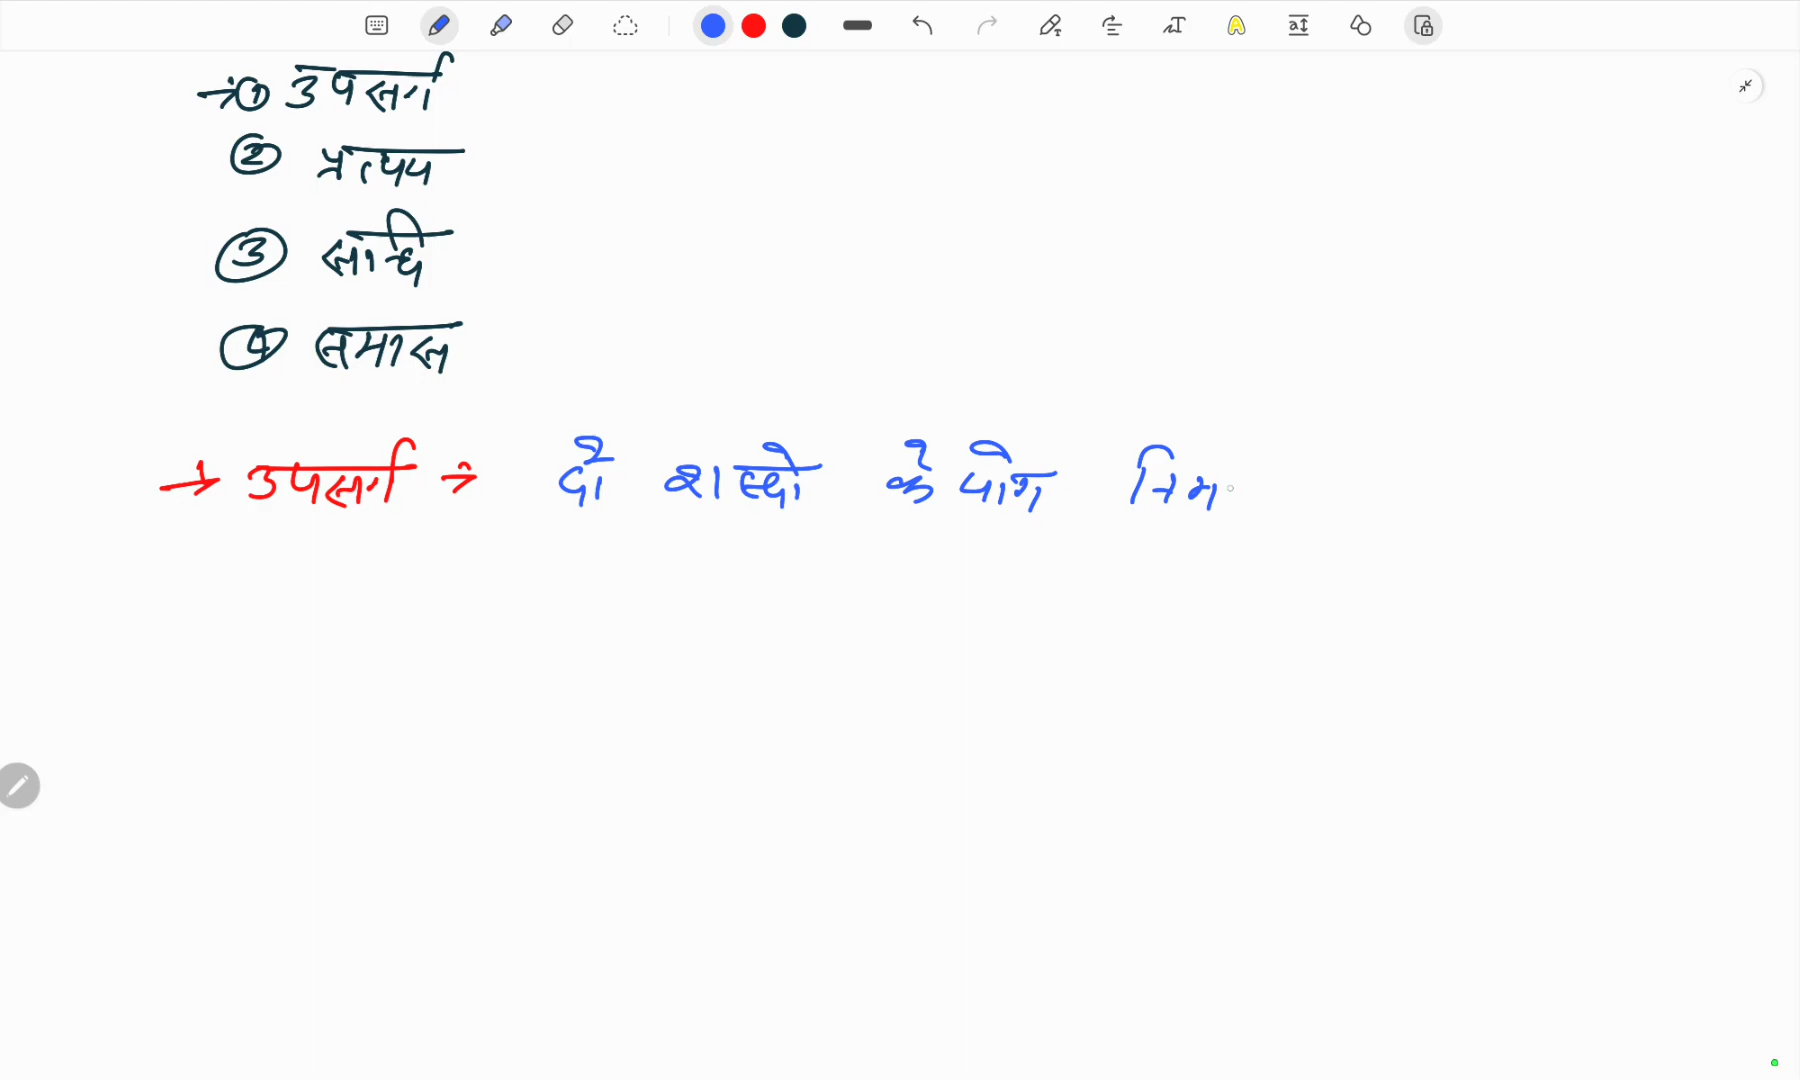 →① उपसर्ग
② प्रत्यय
③ सन्धि
④ समास
→ उपसर्ग → दो शब्दो के योग निम